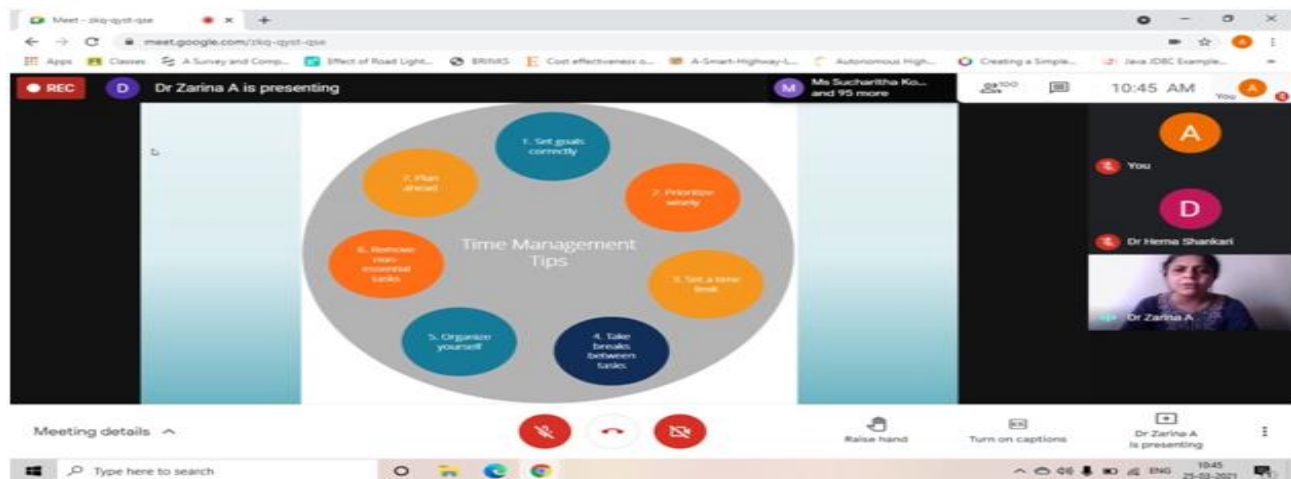 Meet - zkq-qyst-qse
meet.google.com/zkq-qyst-qse
Apps Classes A Survey and Comp... Effect of Road Light... BRINKS Cost effectiveness o... A-Smart-Highway-L... Autonomous High... Creating a Simple... Java JDBC Example...
REC D Dr Zarina A is presenting M Ms Sucharitha Ko...
and 95 more
100 10:45 AM You A
1. Set goals
correctly
2. Prioritize
wisely
3. Set a time
limit
4. Take
breaks
between
tasks
5. Organize
yourself
6. Remove
non-
essential
tasks
7. Plan
ahead
Time Management
Tips
A
You
D
Dr Hema Shankari
Dr Zarina A
Meeting details
Raise hand
Turn on captions
Dr Zarina A
is presenting
Type here to search
ENG
10:45
25-03-2021